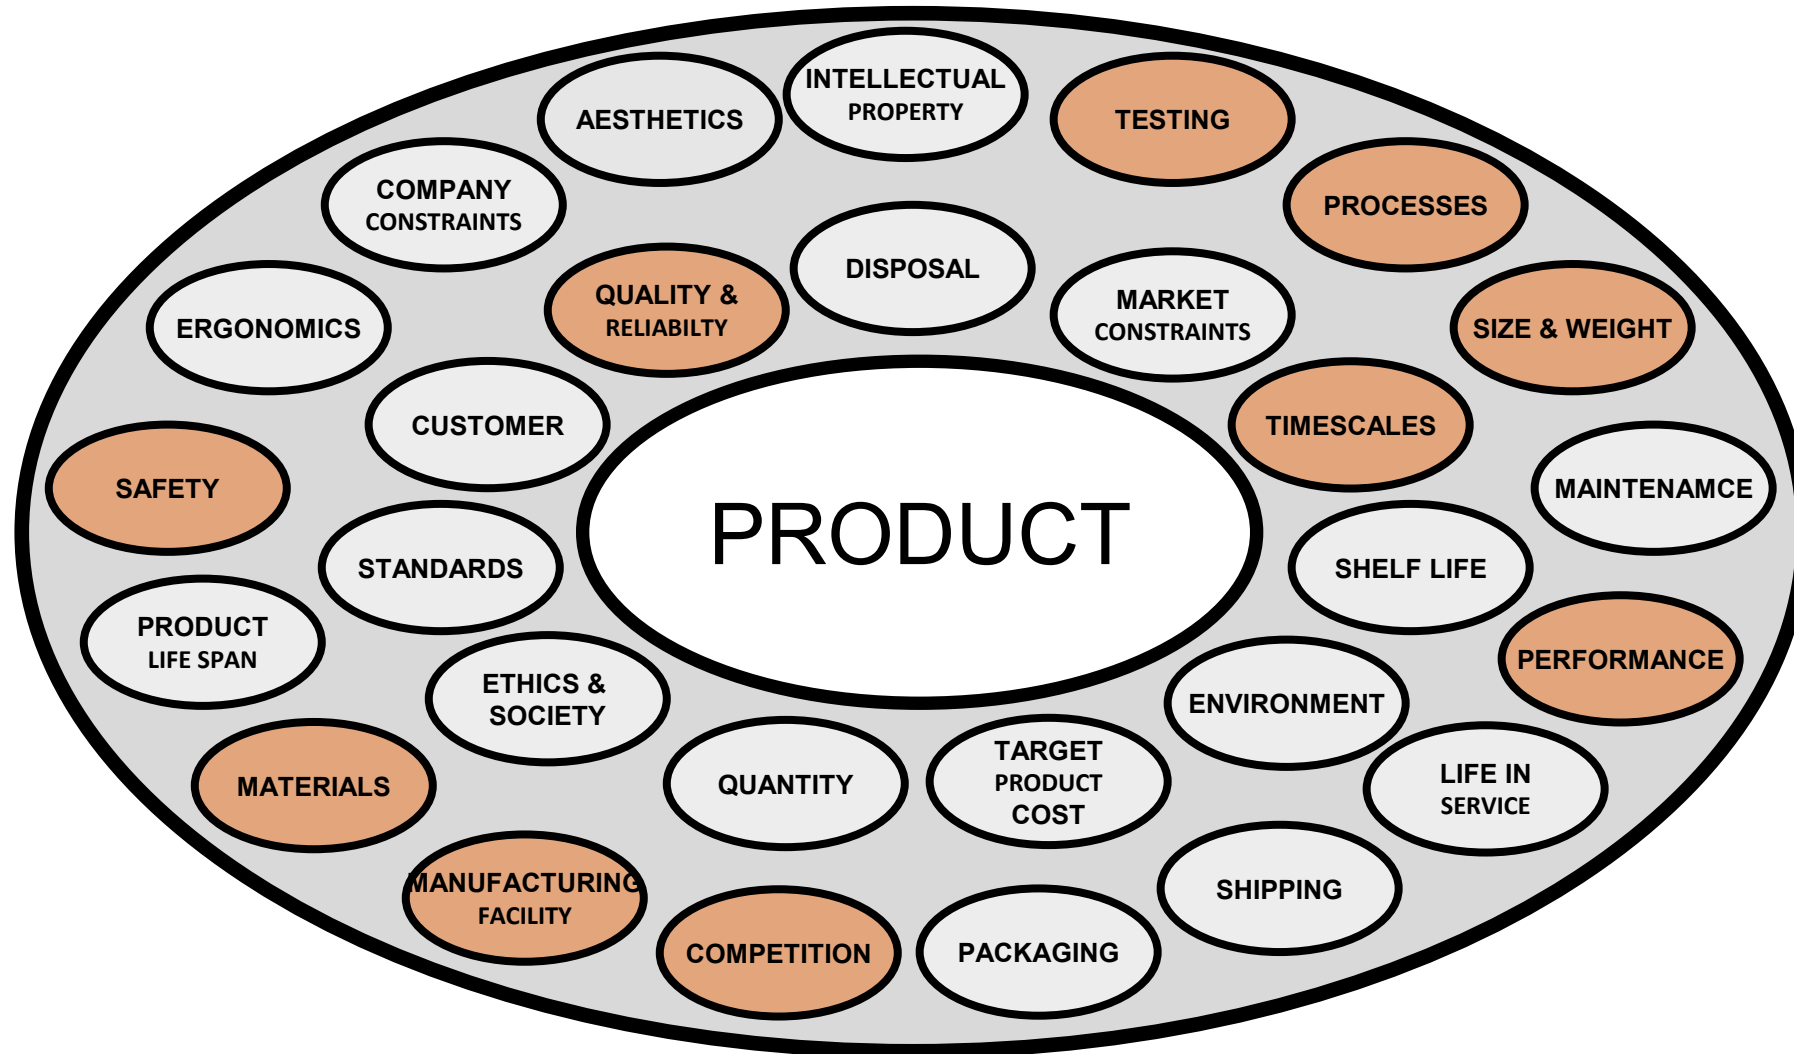 INTELLECTUAL
PROPERTY
AESTHETICS
TESTING
COMPANY
CONSTRAINTS
PROCESSES
DISPOSAL
QUALITY &
RELIABILTY
MARKET
CONSTRAINTS
ERGONOMICS
SIZE & WEIGHT
CUSTOMER
TIMESCALES
SAFETY
MAINTENAMCE
PRODUCT
STANDARDS
SHELF LIFE
PRODUCT
LIFE SPAN
PERFORMANCE
ETHICS &
SOCIETY
ENVIRONMENT
MATERIALS
QUANTITY
TARGET
PRODUCT
COST
LIFE IN
SERVICE
MANUFACTURING
FACILITY
SHIPPING
COMPETITION
PACKAGING